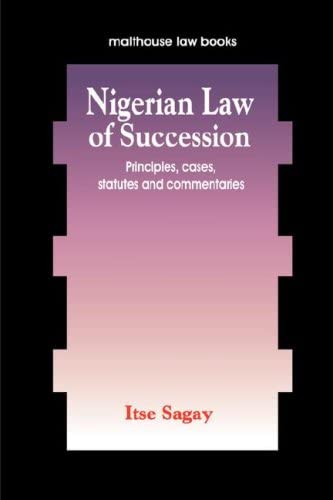 malthouse law books
Nigerian Law
of Succession
Principles, cases,
statutes and commentaries
Itse Sagay